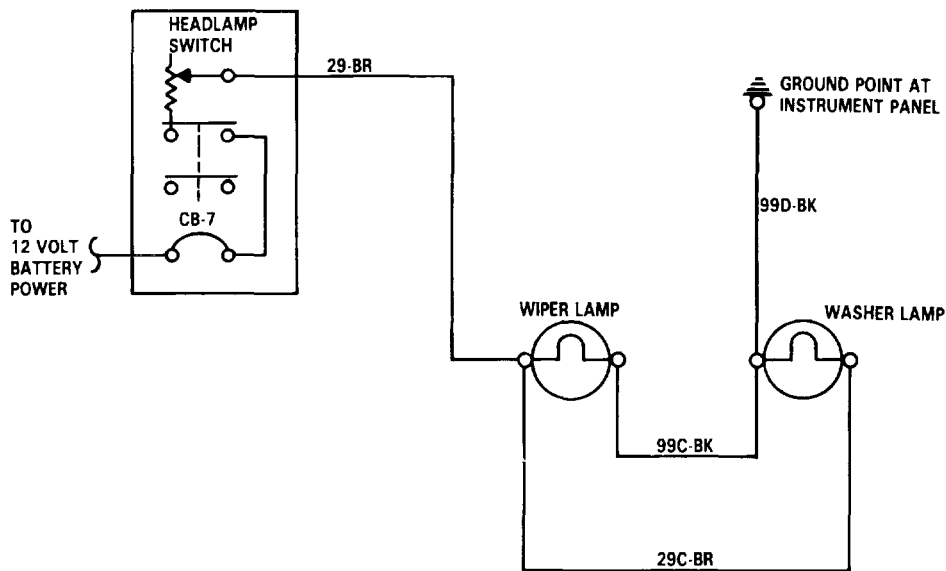 HEADLAMP
SWITCH
29-BR
GROUND POINT AT
INSTRUMENT PANEL
99D-BK
CB-7
TO
12 VOLT
BATTERY
POWER
WIPER LAMP
WASHER LAMP
99C-BK
29C-BR